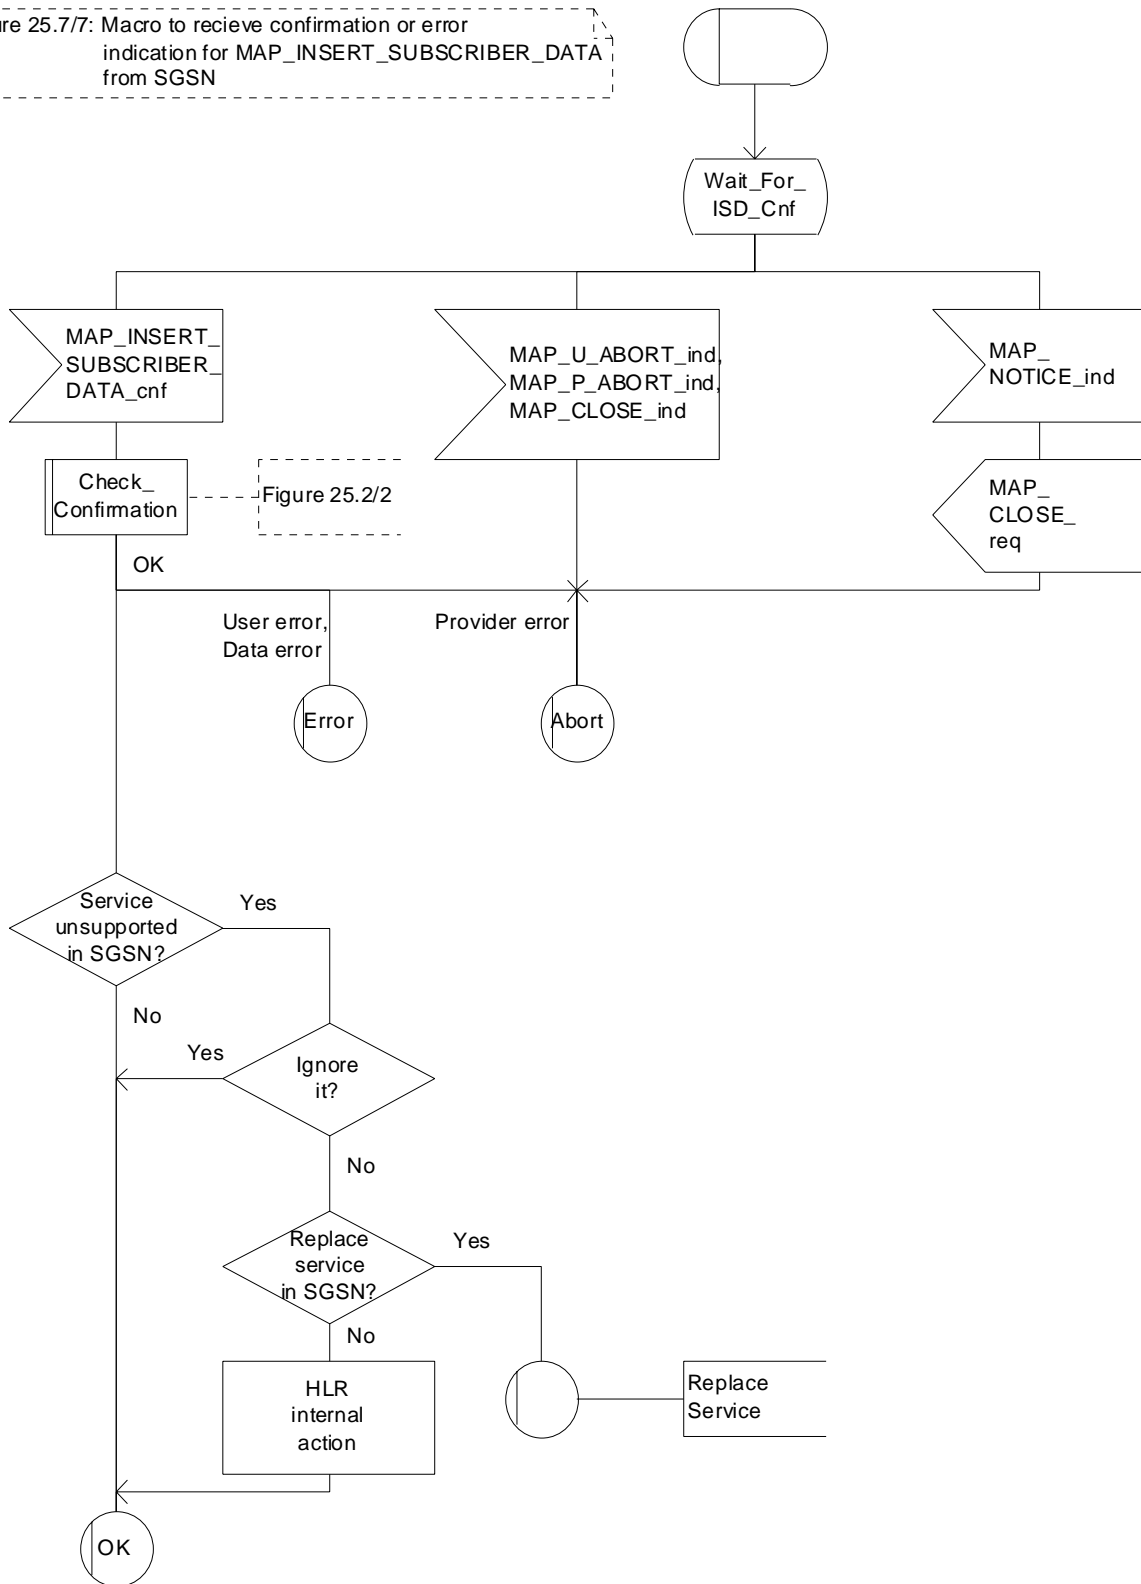 re 25.7/7: Macro to recieve confirmation or error
indication for MAP_INSERT_SUBSCRIBER_DATA
from SGSN
Wait_For_
ISD_Cnf
MAP_INSERT_
SUBSCRIBER_
DATA_cnf
MAP_U_ABORT_ind,
MAP_P_ABORT_ind,
MAP_CLOSE_ind
MAP_
NOTICE_ind
Check_
Confirmation
Figure 25.2/2
MAP_
CLOSE_
req
OK
User error,
Data error
Provider error
Error
Abort
Service
unsupported
in SGSN?
Yes
No
Yes
Ignore
it?
No
Replace
service
in SGSN?
Yes
No
HLR
internal
action
Replace
Service
OK